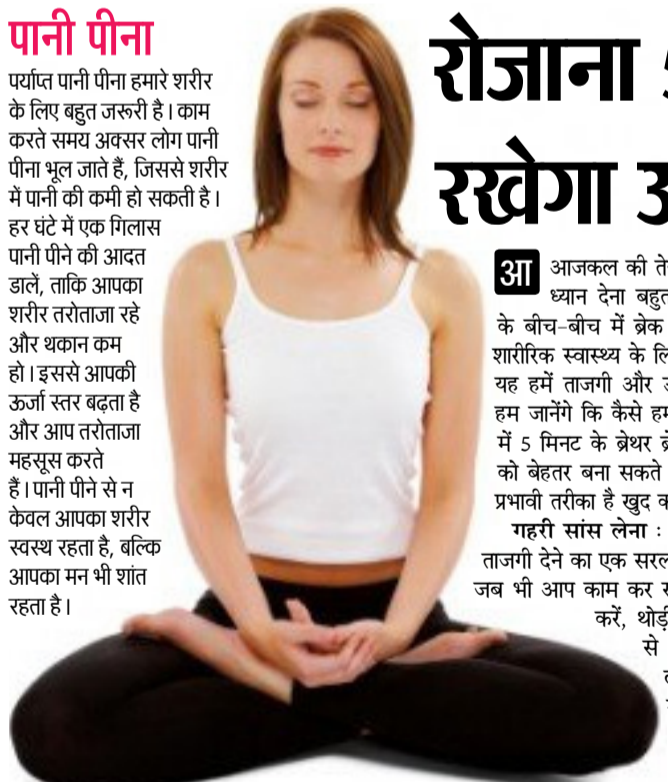 पानी पीना
पर्याप्त पानी पीना हमारे शरीर
के लिए बहुत जरूरी है। काम
करते समय अक्सर लोग पानी
पीना भूल जाते हैं, जिससे शरीर
में पानी की कमी हो सकती है।
हर घंटे में एक गिलास
पानी पीने की आदत
डालें, ताकि आपका
शरीर तरोताजा रहे
और थकान कम
हो। इससे आपकी
ऊर्जा स्तर बढ़ता है
और आप तरोताजा
महसूस करते
हैं। पानी पीने से न
केवल आपका शरीर
स्वस्थ रहता है, बल्कि
आपका मन भी शांत
रहता है।
रोजाना
रखेगा
आ आजकल की
ध्यान देना
के बीच-बीच में ब्रेक
शारीरिक स्वास्थ्य के
यह हमें ताजगी और
हम जानेंगे कि कैसे
में 5 मिनट के ब्रेथर
को बेहतर बना सकते
प्रभावी तरीका है खुद
गहरी सांस लेना :
ताजगी देने का एक
जब भी आप काम कर
करें,
से